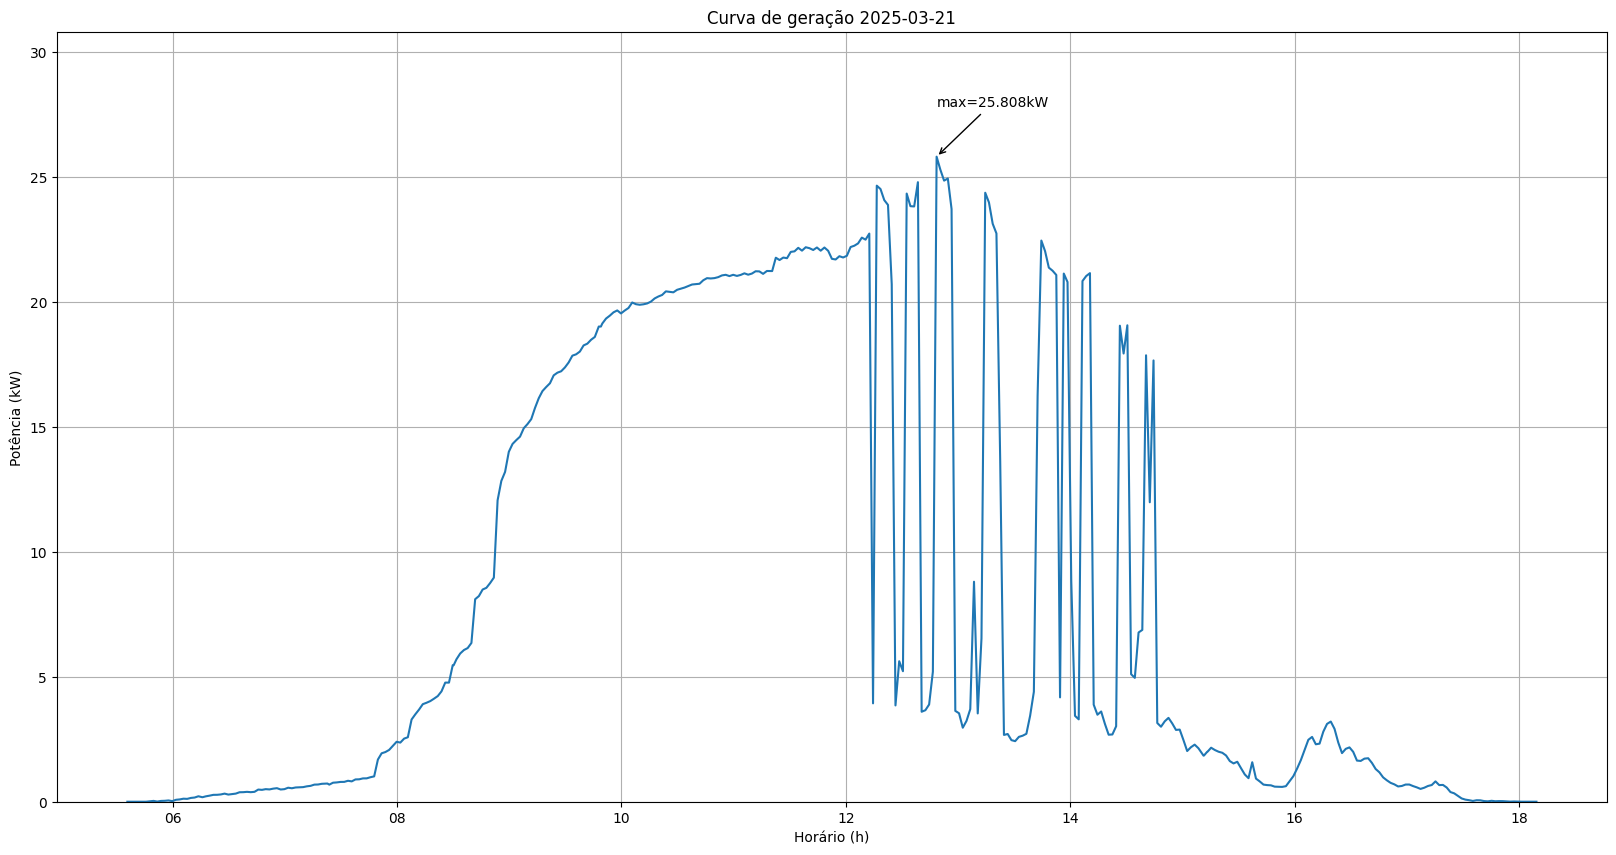 Curva de geração 2025-03-21
30
25
20
15
10
5
0
Potência (kW)
max=25.808kW
06 08 10 12 14 16 18
Horário (h)